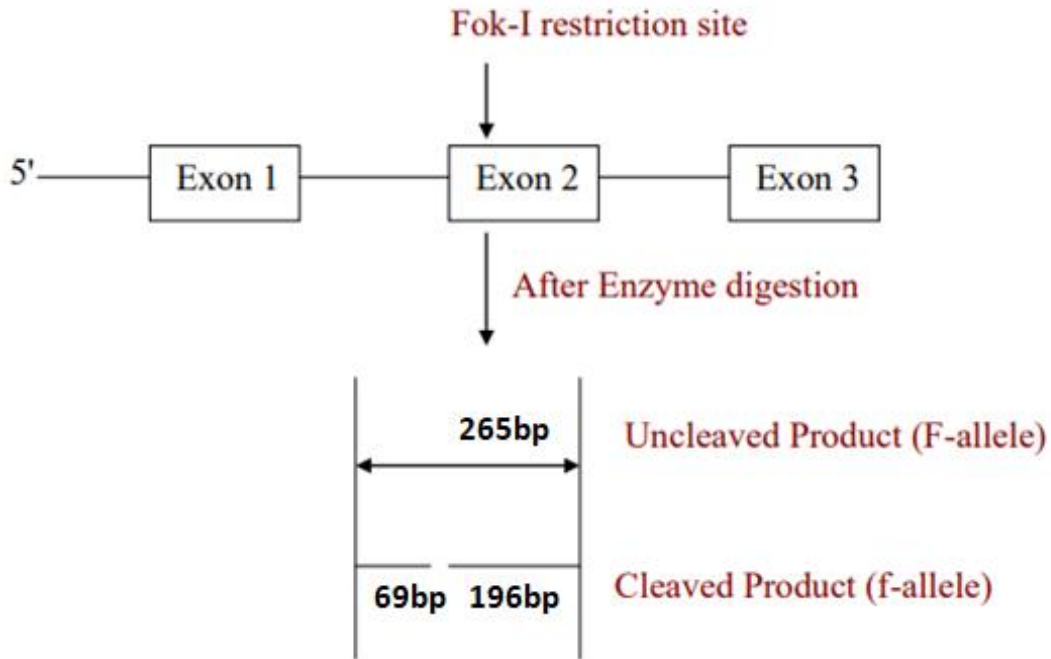 Fok-I restriction site
5' Exon 1 Exon 2 Exon 3
After Enzyme digestion
265bp Uncleaved Product (F-allele)
69bp 196bp Cleaved Product (f-allele)